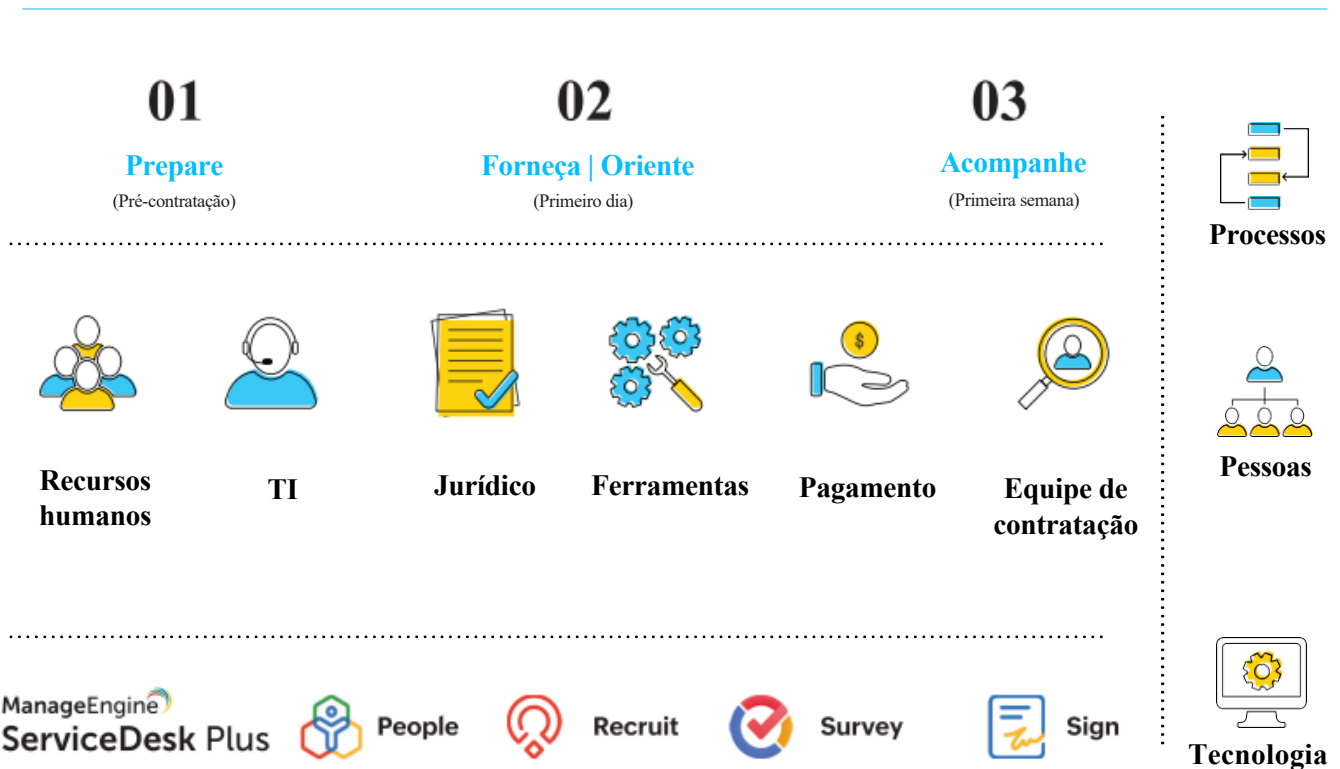 01
Prepare
(Pré-contratação)
02
Forneça | Oriente
(Primeiro dia)
03
Acompanhe
(Primeira semana)
Processos
Recursos
humanos
TI
Jurídico
Ferramentas
Pagamento
$
Equipe de
contratação
Pessoas
ManageEngine
ServiceDesk Plus
People
Recruit
Survey
Sign
Tecnologia